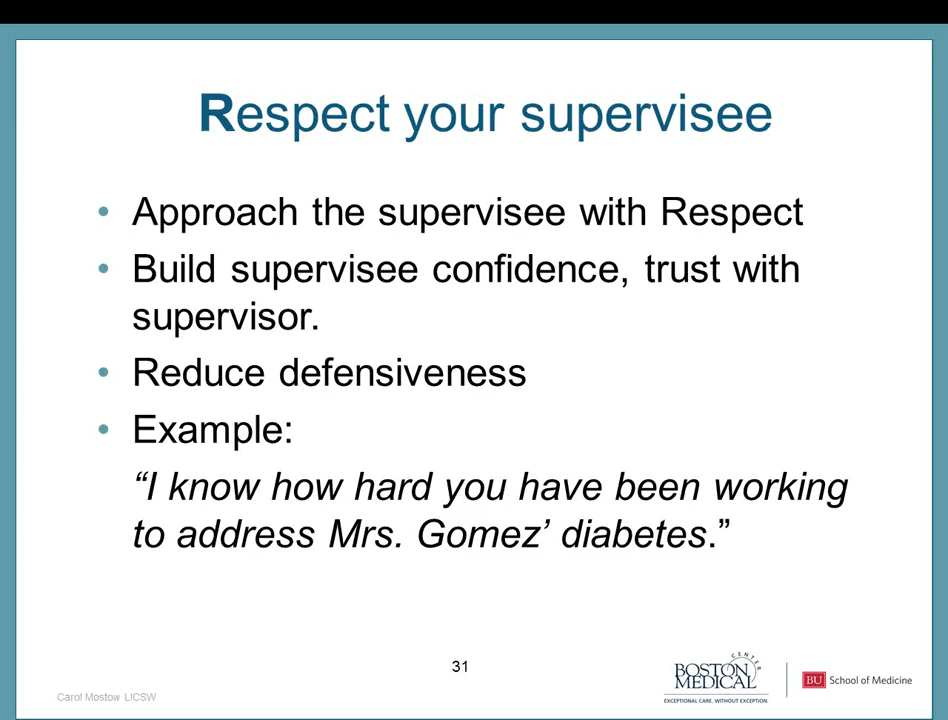 Respect your supervisee
• Approach the supervisee with Respect
• Build supervisee confidence, trust with
supervisor.
• Reduce defensiveness
• Example:
“I know how hard you have been working
to address Mrs. Gomez’ diabetes.”
31
Carol Mostow LICSW
BOSTON
MEDICAL
CENTER
EXCEPTIONAL CARE. WITHOUT EXCEPTION.
BU School of Medicine